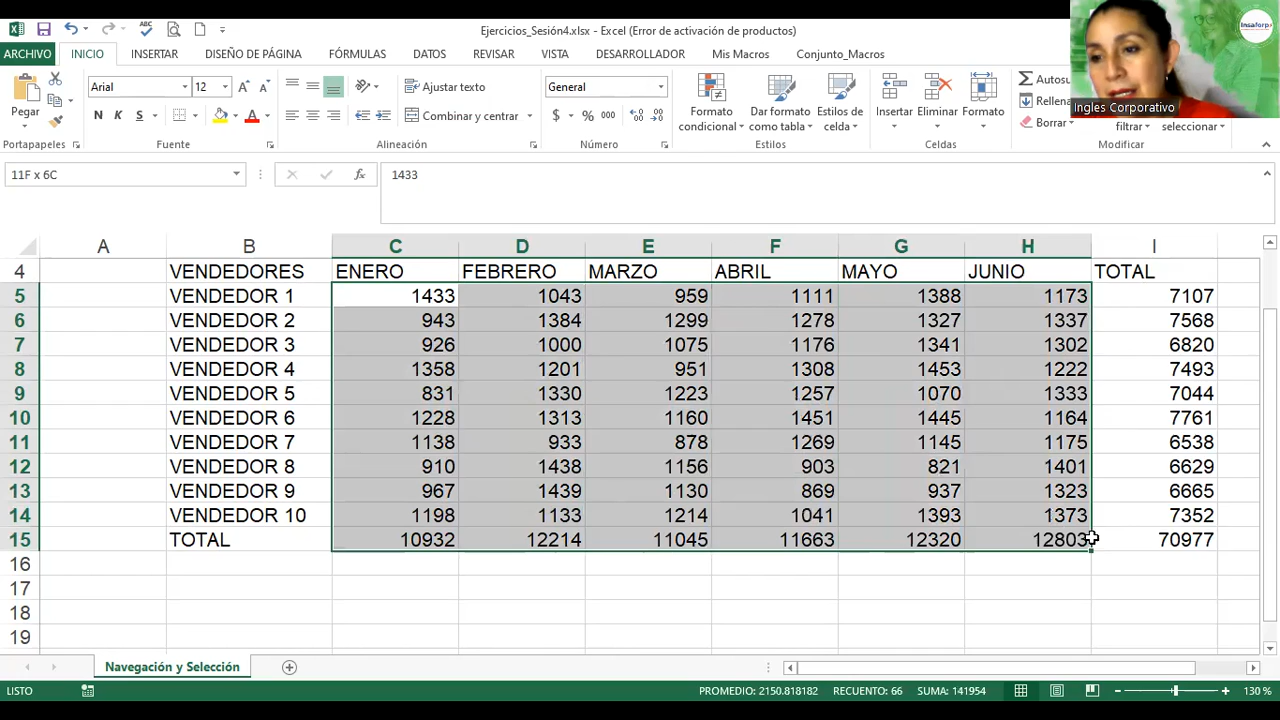 Ejercicios_Sesión4.xlsx - Excel (Error de activación de productos)
Insaforp
ARCHIVO INICIO INSERTAR DISEÑO DE PÁGINA FÓRMULAS DATOS REVISAR VISTA DESARROLLADOR Mis Macros Conjunto_Macros
Ingles Corporativo
Pegar
Arial 12
N K S
Ajustar texto
Combinar y centrar
General
$ % 000
Formato condicional
Dar formato como tabla
Estilos de celda
Insertar
Eliminar
Formato
Autosu
Rellena
Borrar
filtrar
seleccionar
Portapapeles Fuente Alineación Número Estilos Celdas Modificar
11F x 6C fx 1433
A B C D E F G H I
4 VENDEDORES ENERO FEBRERO MARZO ABRIL MAYO JUNIO TOTAL
5 VENDEDOR 1 1433 1043 959 1111 1388 1173 7107
6 VENDEDOR 2 943 1384 1299 1278 1327 1337 7568
7 VENDEDOR 3 926 1000 1075 1176 1341 1302 6820
8 VENDEDOR 4 1358 1201 951 1308 1453 1222 7493
9 VENDEDOR 5 831 1330 1223 1257 1070 1333 7044
10 VENDEDOR 6 1228 1313 1160 1451 1445 1164 7761
11 VENDEDOR 7 1138 933 878 1269 1145 1175 6538
12 VENDEDOR 8 910 1438 1156 903 821 1401 6629
13 VENDEDOR 9 967 1439 1130 869 937 1323 6665
14 VENDEDOR 10 1198 1133 1214 1041 1393 1373 7352
15 TOTAL 10932 12214 11045 11663 12320 12803 70977
16
17
18
19
Navegación y Selección
LISTO PROMEDIO: 2150.818182 RECUENTO: 66 SUMA: 141954 130 %